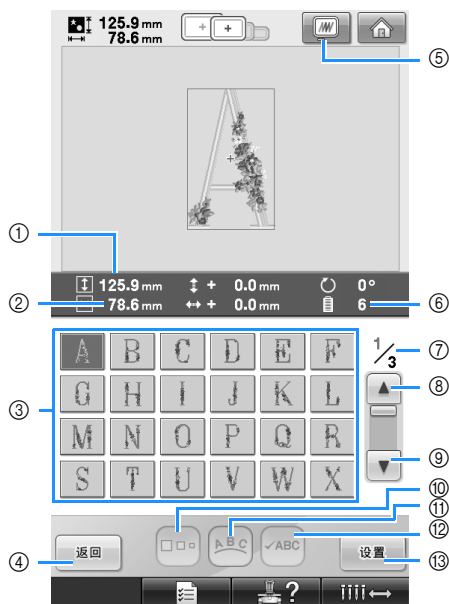 125.9 mm
78.6 mm
⑤
A
①
125.9 mm + 0.0 mm 0°
② 78.6 mm + 0.0 mm 6 ⑥
A B C D E F 1/3 ⑦
③ G H I J K L ⑧
M N O P Q R
S T U V W X ⑨
⑩
⑪
④ 返回 ABC ✓ABC ⑫
设置 ⑬
?